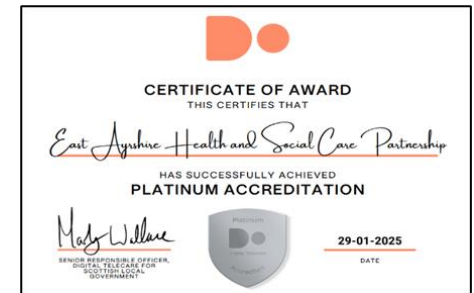 CERTIFICATE OF AWARD
THIS CERTIFIES THAT
East Ayrshire Health and Social Care Partnership
HAS SUCCESSFULLY ACHIEVED
PLATINUM ACCREDITATION
SENIOR RESPONSIBLE OFFICER,
DIGITAL TELECARE FOR
SCOTTISH LOCAL
GOVERNMENT
Platinum
Accredited
29-01-2025
DATE